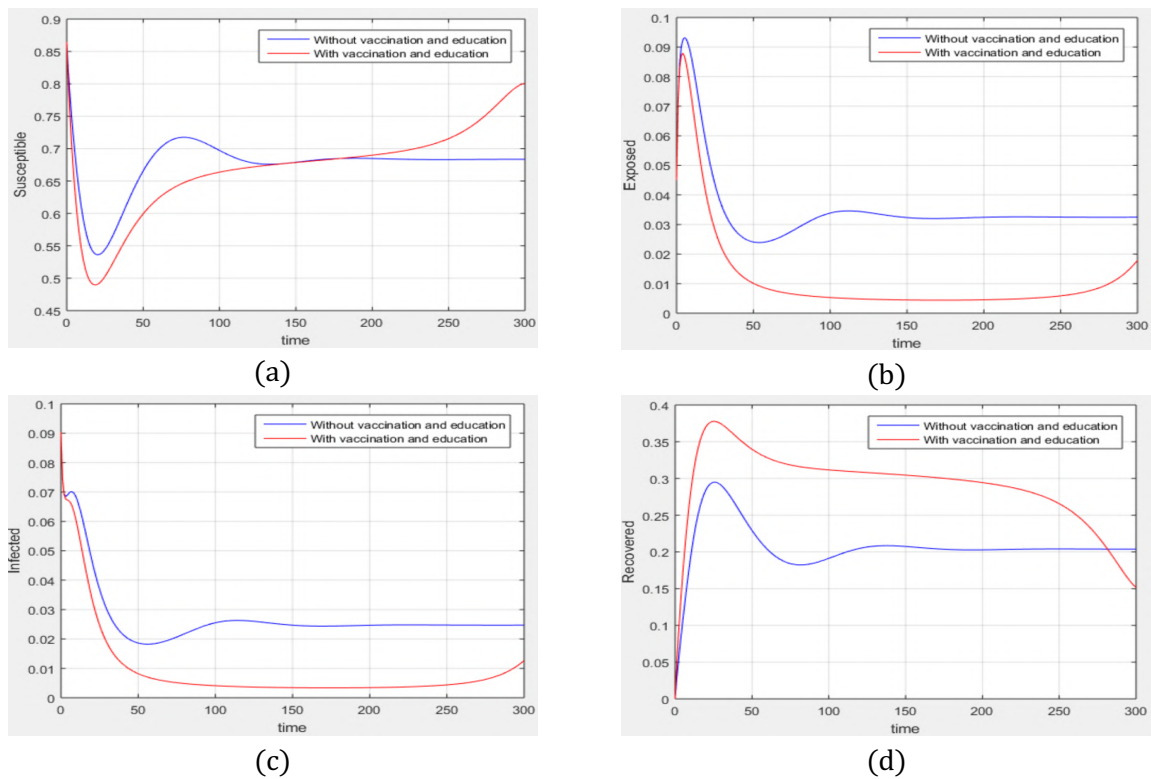 0.9
0.85
0.8
0.75
0.7
0.65
0.6
0.55
0.5
0.45
Susceptible
Without vaccination and education
With vaccination and education
0 50 100 150 200 250 300
time
(a)
0.1
0.09
0.08
0.07
0.06
0.05
0.04
0.03
0.02
0.01
0
Exposed
Without vaccination and education
With vaccination and education
0 50 100 150 200 250 300
time
(b)
0.1
0.09
0.08
0.07
0.06
0.05
0.04
0.03
0.02
0.01
0
Infected
Without vaccination and education
With vaccination and education
0 50 100 150 200 250 300
time
(c)
0.4
0.35
0.3
0.25
0.2
0.15
0.1
0.05
0
Recovered
Without vaccination and education
With vaccination and education
0 50 100 150 200 250 300
time
(d)